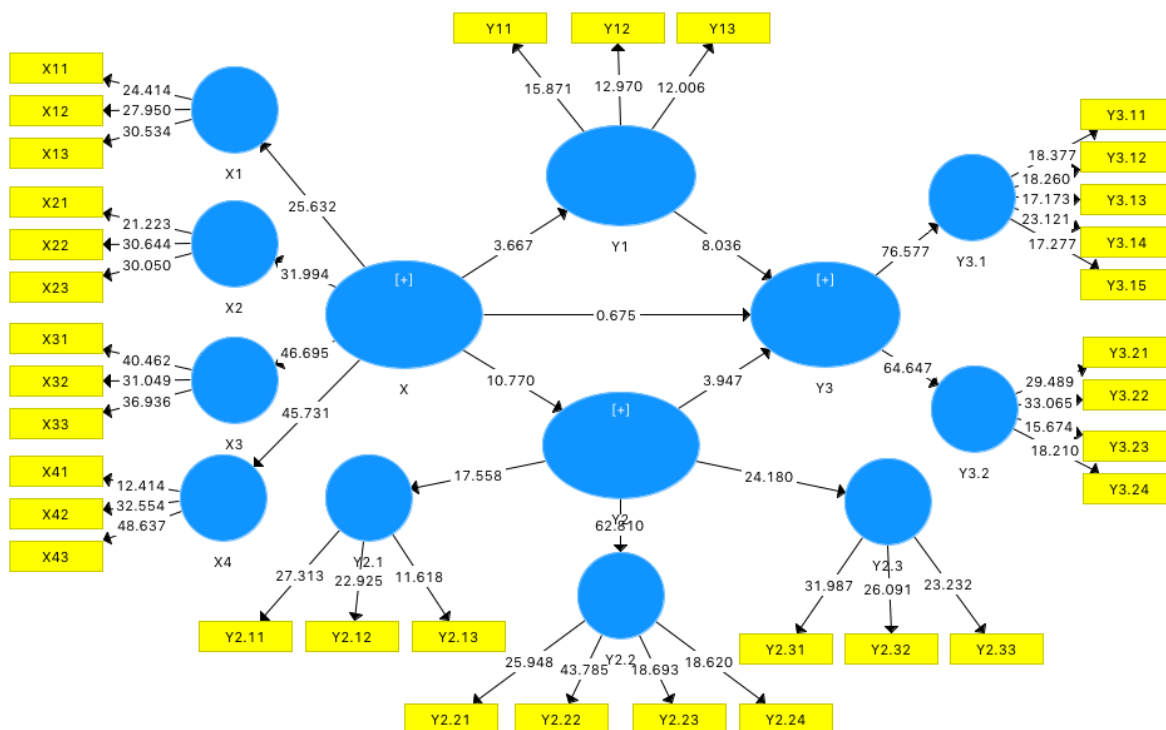 Y11
Y12
Y13
X11
X12
X13
24.414
27.950
30.534
X1
15.871
12.970
12.006
Y1
Y3.11
Y3.12
Y3.13
Y3.14
Y3.15
18.377
18.260
17.173
23.121
17.277
Y3.1
X21
X22
X23
21.223
30.644
30.050
X2
25.632
31.994
46.695
45.731
3.667
8.036
76.577
[+]
X
0.675
[+]
Y3
X31
X32
X33
40.462
31.049
36.936
X3
10.770
3.947
64.647
Y3.21
Y3.22
Y3.23
Y3.24
29.489
33.065
15.674
18.210
Y3.2
[+]
Y2
X41
X42
X43
12.414
32.554
48.637
X4
17.558
62.810
24.180
Y2.1
27.313
22.925
11.618
Y2.11
Y2.12
Y2.13
Y2.3
31.987
26.091
23.232
Y2.31
Y2.32
Y2.33
Y2.2
25.948
43.785
18.693
18.620
Y2.21
Y2.22
Y2.23
Y2.24